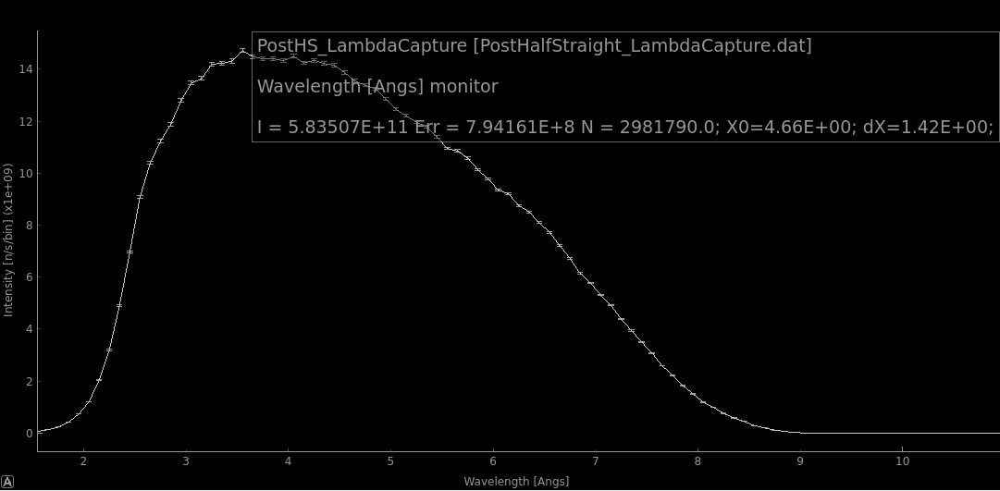 PostHS_LambdaCapture [PostHalfStraight_LambdaCapture.dat]
Wavelength [Angs] monitor
I = 5.83507E+11 Err = 7.94161E+8 N = 2981790.0; X0=4.66E+00; dX=1.42E+00;
Intensity [n/s/bin] (x1e+09)
14
12
10
8
6
4
2
0
2 3 4 5 6 7 8 9 10
Wavelength [Angs]
A